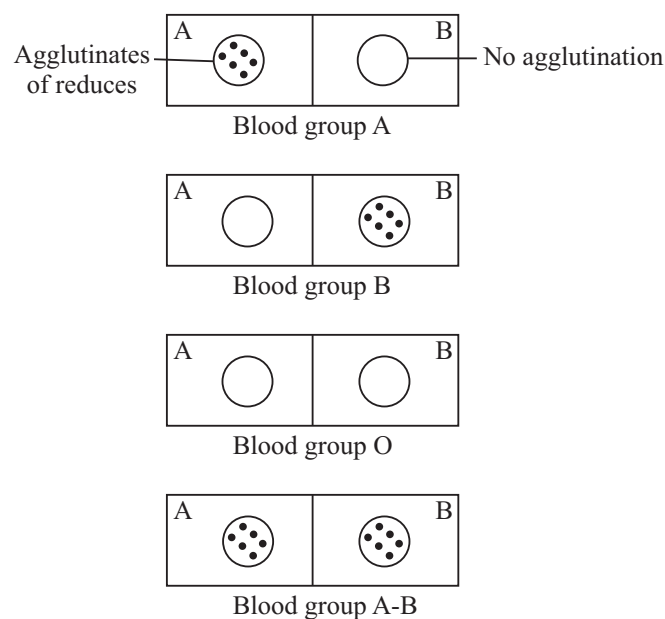 A B
Agglutinates
of reduces
No agglutination
Blood group A
A B
Blood group B
A B
Blood group O
A B
Blood group A-B